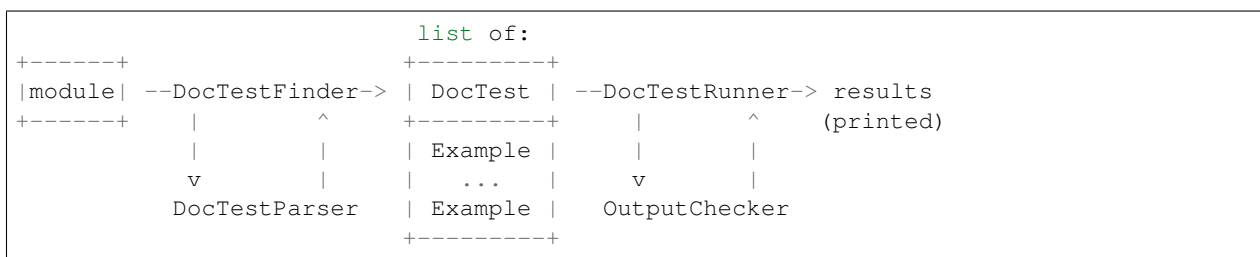 list of:
+------+                   +---------+
|module| --DocTestFinder-> | DocTest | --DocTestRunner-> results
+------+    |        ^     +---------+     |       ^    (printed)
            |        |     | Example |     |       |
            v        |     |   ...   |     v       |
           DocTestParser   | Example |   OutputChecker
                           +---------+